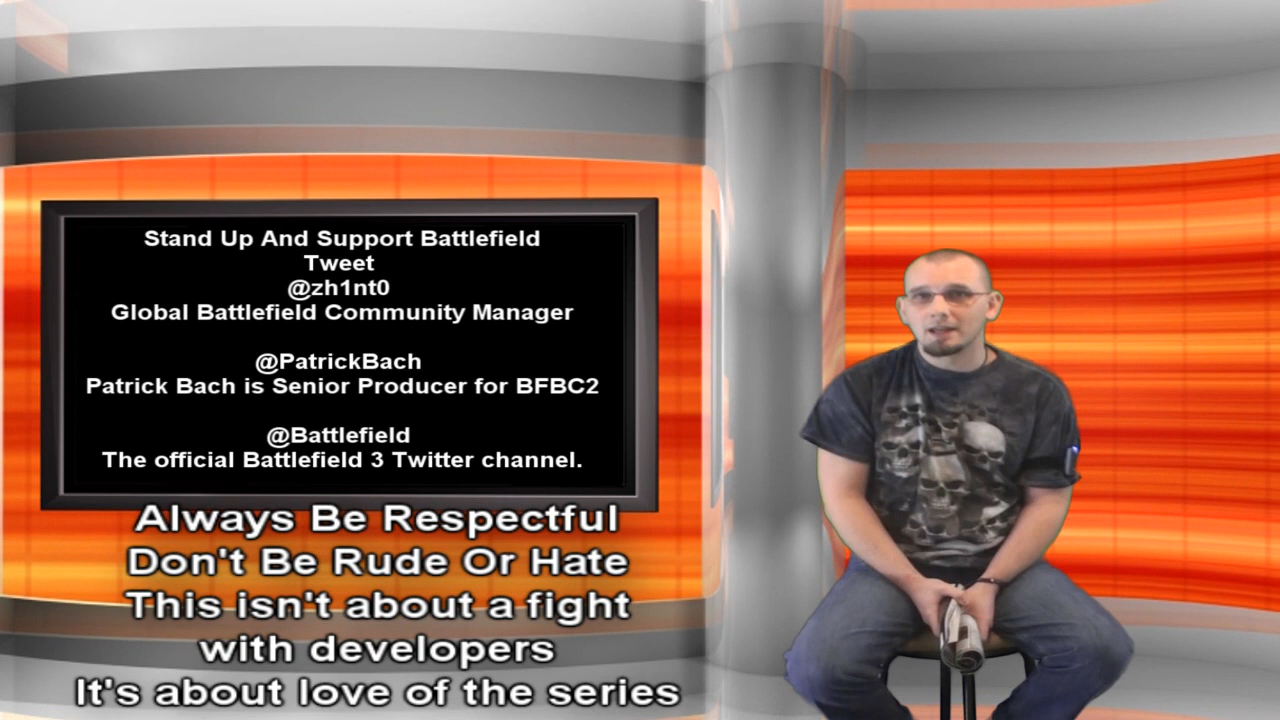 Stand Up And Support Battlefield
Tweet
@zh1nt0
Global Battlefield Community Manager
@PatrickBach
Patrick Bach is Senior Producer for BFBC2
@Battlefield
The official Battlefield 3 Twitter channel.
Always Be Respectful
Don't Be Rude Or Hate
This isn't about a fight
with developers
It's about love of the series